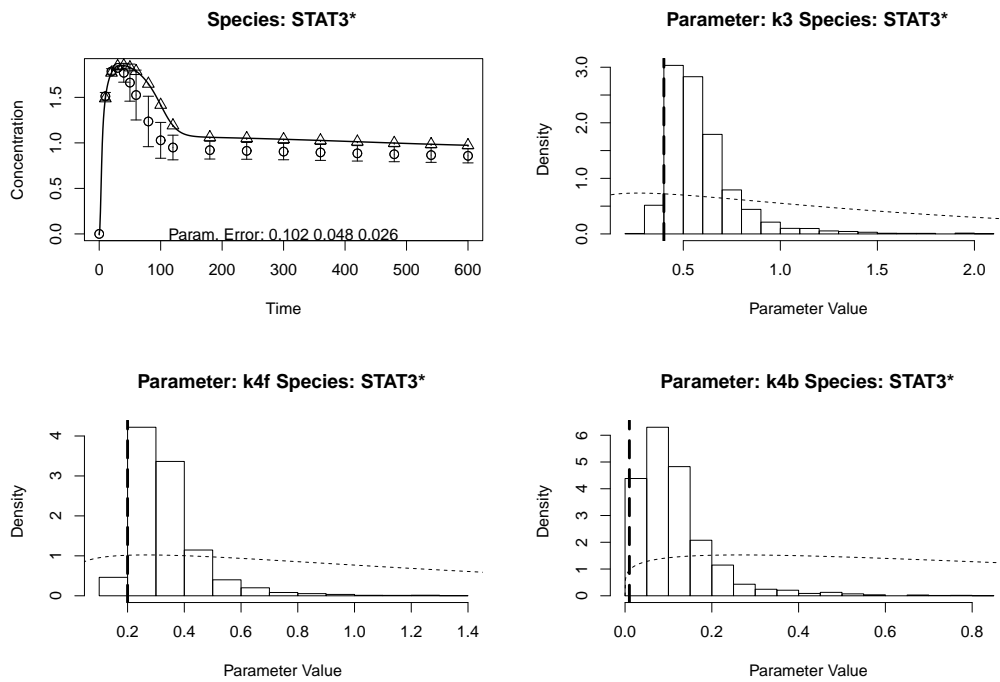 Species: STAT3*
Concentration
0.0 0.5 1.0 1.5
Param. Error: 0.102 0.048 0.026
0 100 200 300 400 500 600
Time
Parameter: k3 Species: STAT3*
Density
0.0 1.0 2.0 3.0
0.5 1.0 1.5 2.0
Parameter Value
Parameter: k4f Species: STAT3*
Density
0 1 2 3 4
0.2 0.4 0.6 0.8 1.0 1.2 1.4
Parameter Value
Parameter: k4b Species: STAT3*
Density
0 1 2 3 4 5 6
0.0 0.2 0.4 0.6 0.8
Parameter Value